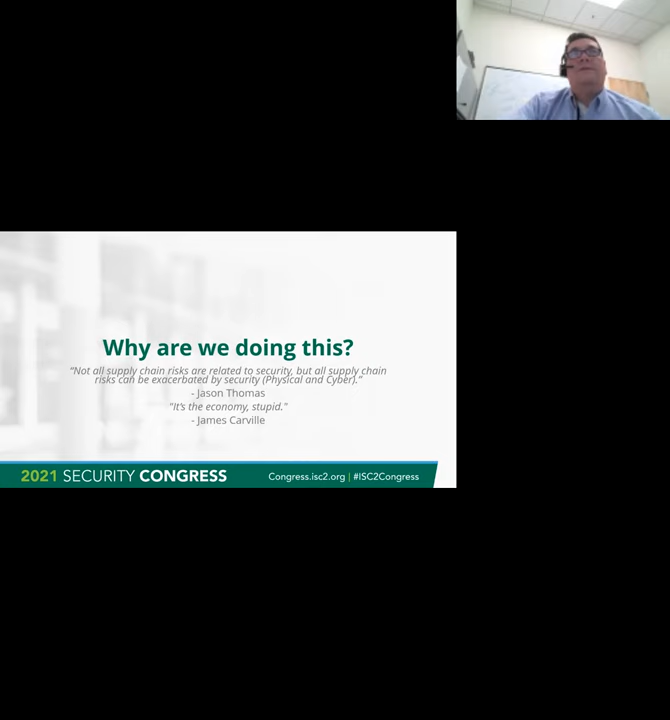 Why are we doing this?
"Not all supply chain risks are related to security, but all supply chain
risks can be exacerbated by security (Physical and Cyber)."
- Jason Thomas
"It's the economy, stupid."
- James Carville
2021 SECURITY CONGRESS
Congress.isc2.org | #ISC2Congress